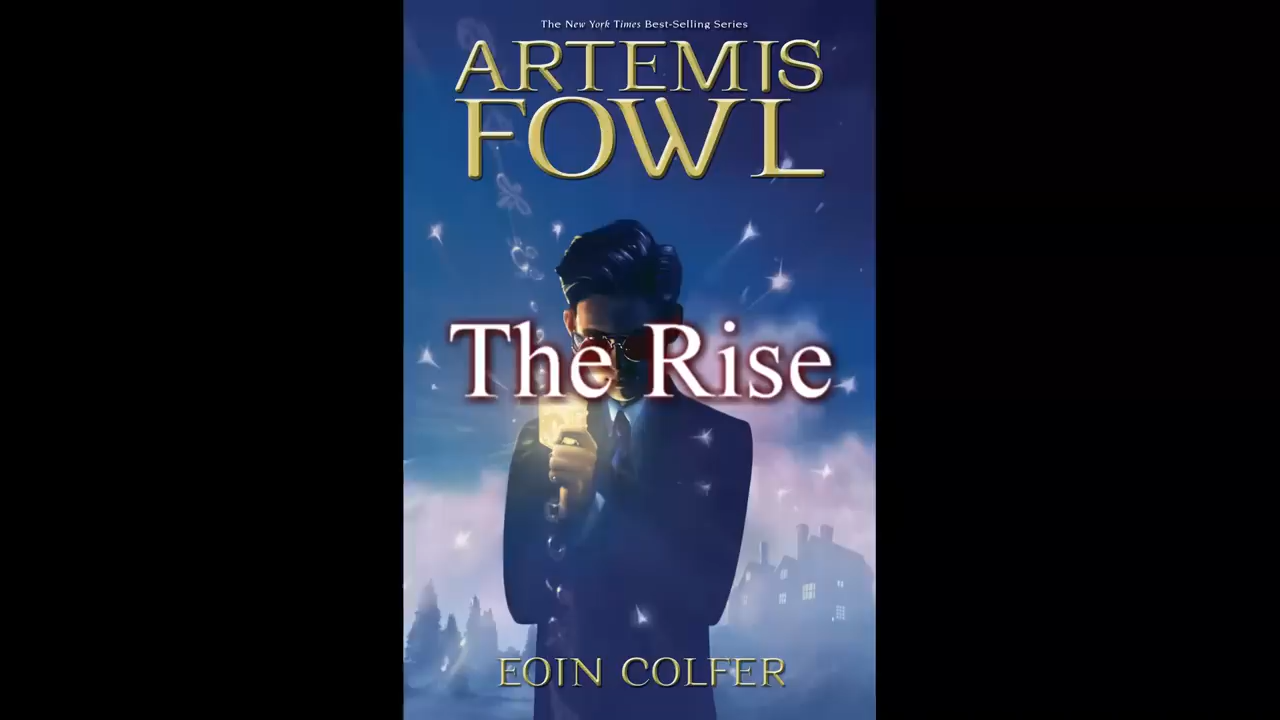 The New York Times Best-Selling Series
ARTEMIS
FOWL
The Rise
EOIN COLFER